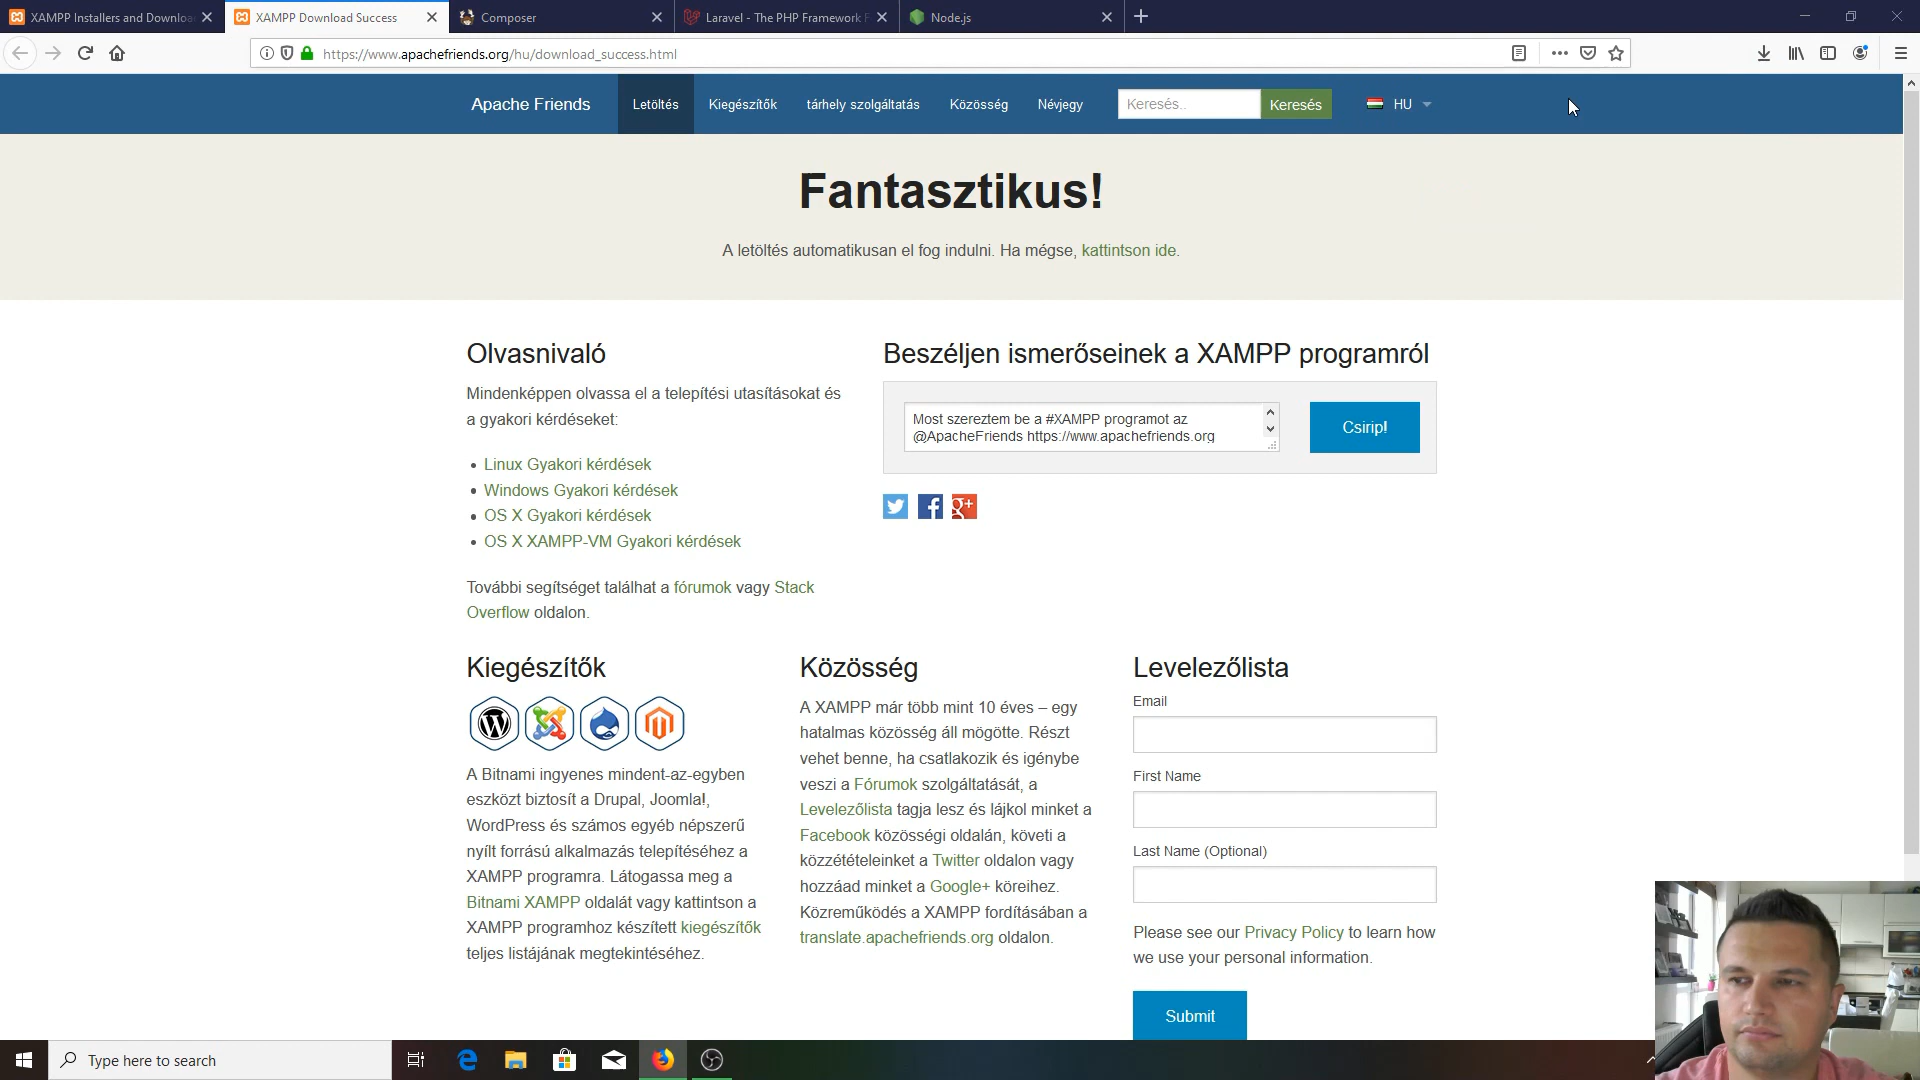 XAMPP Installers and Downloa
XAMPP Download Success
Composer
Laravel - The PHP Framework F
Node.js
https://www.apachefriends.org/hu/download_success.html
Apache Friends
Letöltés
Kiegészítők
tárhely szolgáltatás
Közösség
Névjegy
Keresés..
Keresés
HU
Fantasztikus!
A letöltés automatikusan el fog indulni. Ha mégse, kattintson ide.
Olvasnivaló
Mindenképpen olvassa el a telepítési utasításokat és
a gyakori kérdéseket:
Linux Gyakori kérdések
Windows Gyakori kérdések
OS X Gyakori kérdések
OS X XAMPP-VM Gyakori kérdések
További segítséget találhat a fórumok vagy Stack
Overflow oldalon.
Beszéljen ismerőseinek a XAMPP programról
Most szereztem be a #XAMPP programot az
@ApacheFriends https://www.apachefriends.org
Csirip!
Kiegészítők
A Bitnami ingyenes mindent-az-egyben
eszközt biztosít a Drupal, Joomla!,
WordPress és számos egyéb népszerű
nyílt forrású alkalmazás telepítéséhez a
XAMPP programra. Látogassa meg a
Bitnami XAMPP oldalát vagy kattintson a
XAMPP programhoz készített kiegészítők
teljes listájának megtekintéséhez.
Közösség
A XAMPP már több mint 10 éves – egy
hatalmas közösség áll mögötte. Részt
vehet benne, ha csatlakozik és igénybe
veszi a Fórumok szolgáltatását, a
Levelezőlista tagja lesz és lájkol minket a
Facebook közösségi oldalán, követi a
közzétételeinket a Twitter oldalon vagy
hozzáad minket a Google+ köreihez.
Közreműködés a XAMPP fordításában a
translate.apachefriends.org oldalon.
Levelezőlista
Email
First Name
Last Name (Optional)
Please see our Privacy Policy to learn how
we use your personal information.
Submit
Type here to search